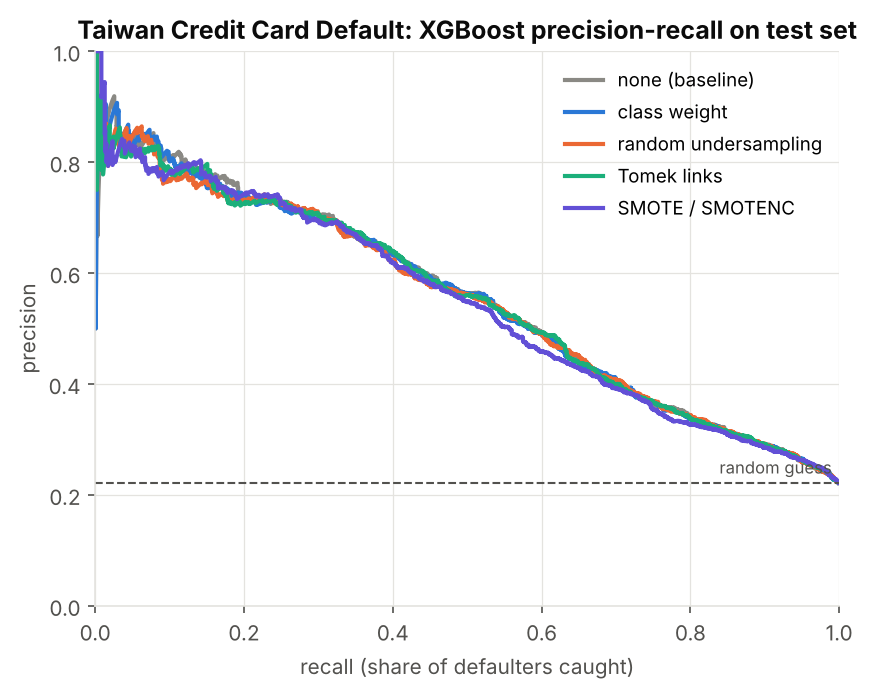 Taiwan Credit Card Default: XGBoost precision-recall on test set
1.0
0.8
0.6
0.4
0.2
0.0
precision
none (baseline)
class weight
random undersampling
Tomek links
SMOTE / SMOTENC
random guess
0.0 0.2 0.4 0.6 0.8 1.0
recall (share of defaulters caught)